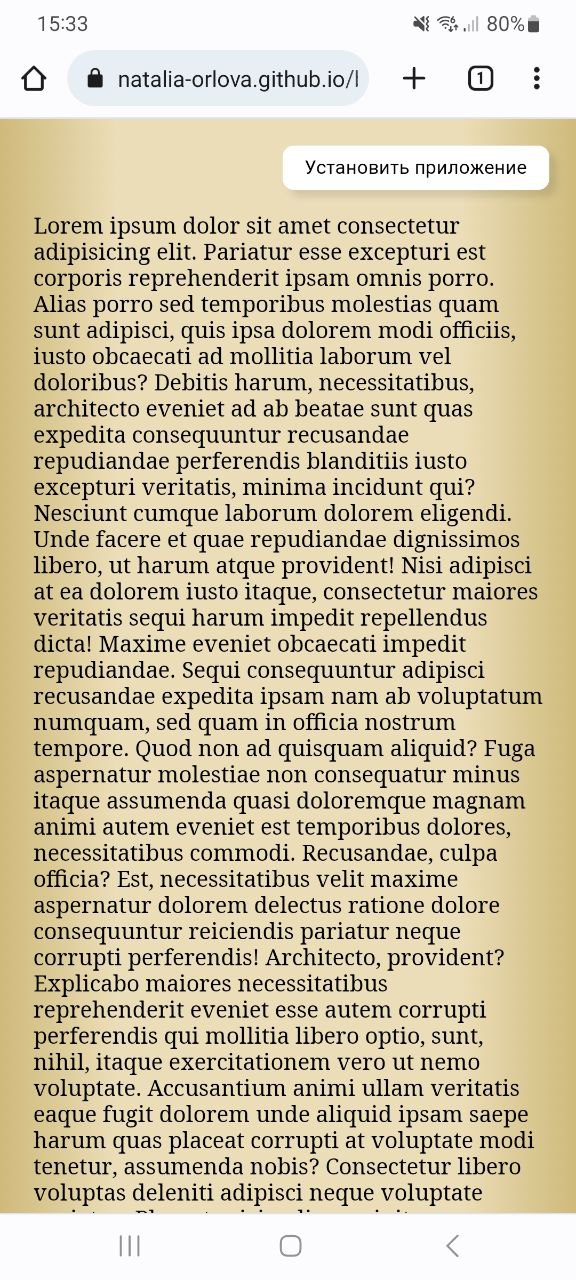 15:33
80%
natalia-orlova.github.io/
1
Установить приложение
Lorem ipsum dolor sit amet consectetur
adipisicing elit. Pariatur esse excepturi est
corporis reprehenderit ipsam omnis porro.
Alias porro sed temporibus molestias quam
sunt adipisci, quis ipsa dolorem modi officiis,
iusto obcaecati ad mollitia laborum vel
doloribus? Debitis harum, necessitatibus,
architecto eveniet ad ab beatae sunt quas
expedita consequuntur recusandae
repudiandae perferendis blanditiis iusto
excepturi veritatis, minima incidunt qui?
Nesciunt cumque laborum dolorem eligendi.
Unde facere et quae repudiandae dignissimos
libero, ut harum atque provident! Nisi adipisci
at ea dolorem iusto itaque, consectetur maiores
veritatis sequi harum impedit repellendus
dicta! Maxime eveniet obcaecati impedit
repudiandae. Sequi consequuntur adipisci
recusandae expedita ipsam nam ab voluptatum
numquam, sed quam in officia nostrum
tempore. Quod non ad quisquam aliquid? Fuga
aspernatur molestiae non consequatur minus
itaque assumenda quasi doloremque magnam
animi autem eveniet est temporibus dolores,
necessitatibus commodi. Recusandae, culpa
officia? Est, necessitatibus velit maxime
aspernatur dolorem delectus ratione dolore
consequuntur reiciendis pariatur neque
corrupti perferendis! Architecto, provident?
Explicabo maiores necessitatibus
reprehenderit eveniet esse autem corrupti
perferendis qui mollitia libero optio, sunt,
nihil, itaque exercitationem vero ut nemo
voluptate. Accusantium animi ullam veritatis
eaque fugit dolorem unde aliquid ipsam saepe
harum quas placeat corrupti at voluptate modi
tenetur, assumenda nobis? Consectetur libero
voluptas deleniti adipisci neque voluptate